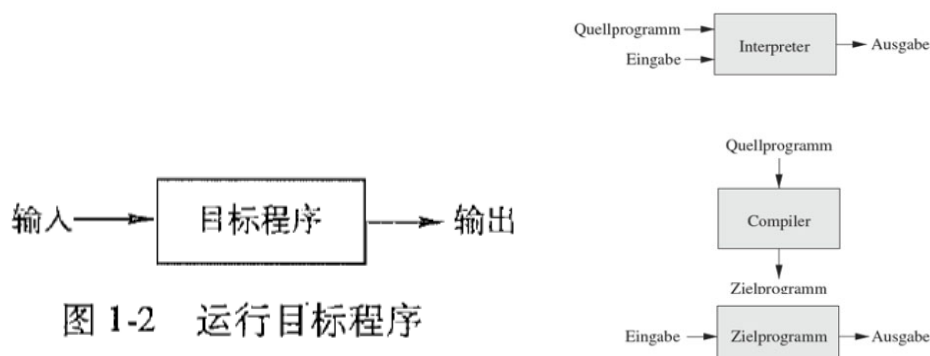 输入 目标程序 输出
图 1-2 运行目标程序
Quellprogramm
Interpreter
Ausgabe
Eingabe
Quellprogramm
Compiler
Zielprogramm
Eingabe Zielprogramm Ausgabe